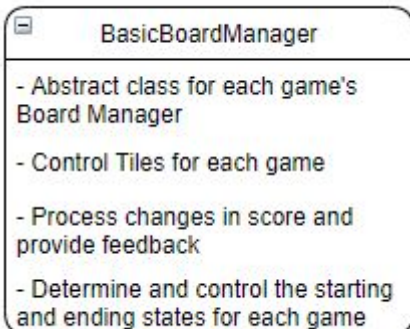 BasicBoardManager
- Abstract class for each game's
Board Manager
- Control Tiles for each game
- Process changes in score and
provide feedback
- Determine and control the starting
and ending states for each game